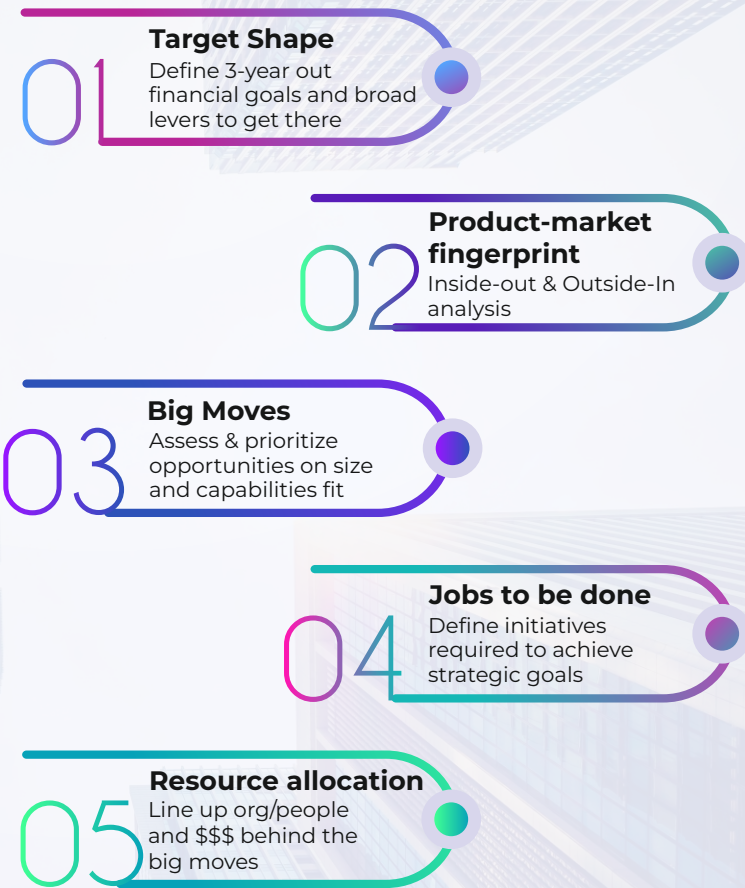 01
Target Shape
Define 3-year out
financial goals and broad
levers to get there
02
Product-market
fingerprint
Inside-out & Outside-In
analysis
03
Big Moves
Assess & prioritize
opportunities on size
and capabilities fit
04
Jobs to be done
Define initiatives
required to achieve
strategic goals
05
Resource allocation
Line up org/people
and $$$ behind the
big moves